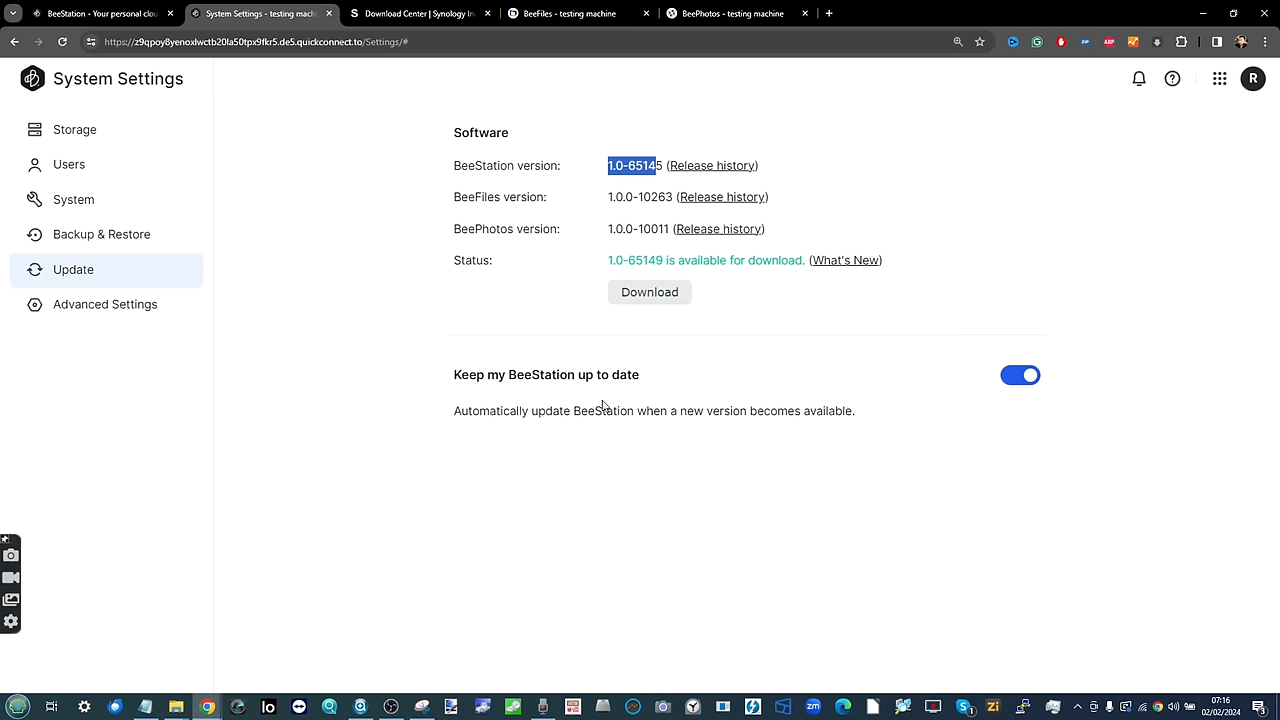 BeeStation - Your personal clou
System Settings - testing mach
Download Center | Synology In
BeeFiles - testing machine
BeePhotos - testing machine
https://z9qpoy8yenoxlwctb20la50tpx9fkr5.de5.quickconnect.to/Settings/#
System Settings
R
Storage
Users
System
Backup & Restore
Update
Advanced Settings
Software
BeeStation version: 1.0-65145 (Release history)
BeeFiles version: 1.0.0-10263 (Release history)
BeePhotos version: 1.0.0-10011 (Release history)
Status: 1.0-65149 is available for download. (What's New)
Download
Keep my BeeStation up to date
Automatically update BeeStation when a new version becomes available.
07:16
02/02/2024